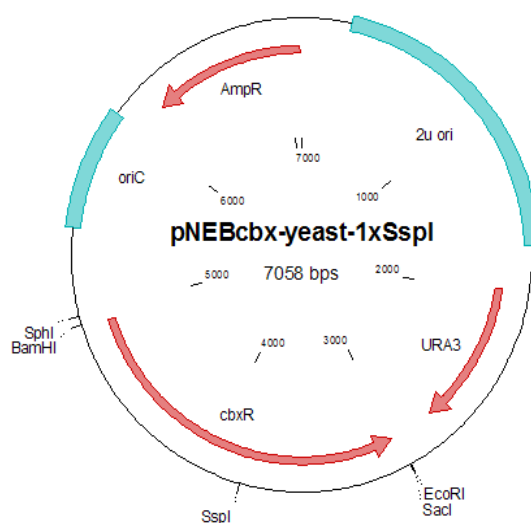 AmpR
2u ori
7000
oriC
1000
6000
pNEBcbx-yeast-1xSspI
7058 bps
5000
2000
SphI
BamHI
4000
3000
URA3
cbxR
EcoRI
SacI
SspI